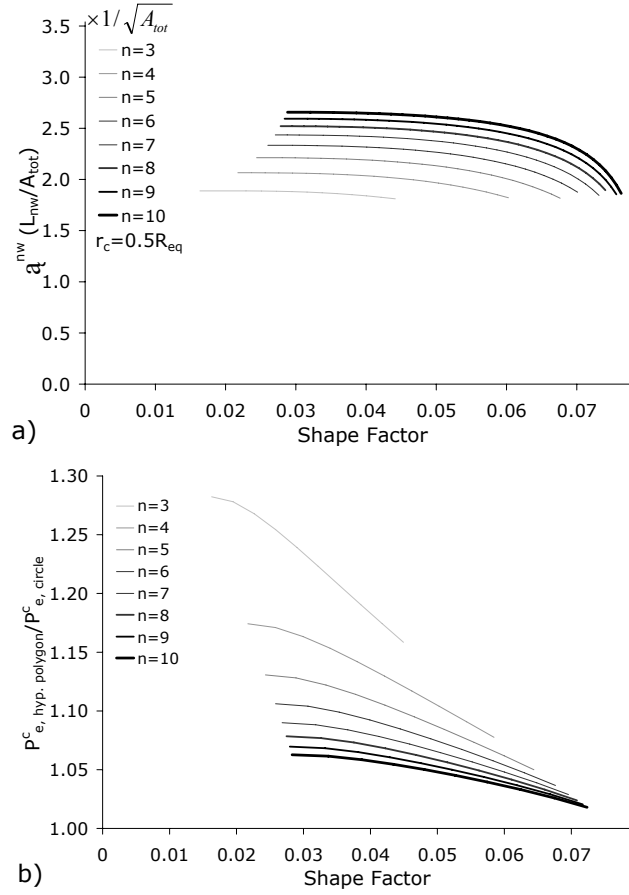 ×1/√A_tot
n=3
n=4
n=5
n=6
n=7
n=8
n=9
n=10
r_c=0.5R_eq
4.0
3.5
3.0
2.5
2.0
1.5
1.0
0.5
0.0
a^nw (L_nw/A_tot)
0 0.01 0.02 0.03 0.04 0.05 0.06 0.07
Shape Factor
a)
1.30
1.25
1.20
1.15
1.10
1.05
1.00
n=3
n=4
n=5
n=6
n=7
n=8
n=9
n=10
P^c_e, hyp. polygon/P^c_e, circle
0 0.01 0.02 0.03 0.04 0.05 0.06 0.07
Shape Factor
b)